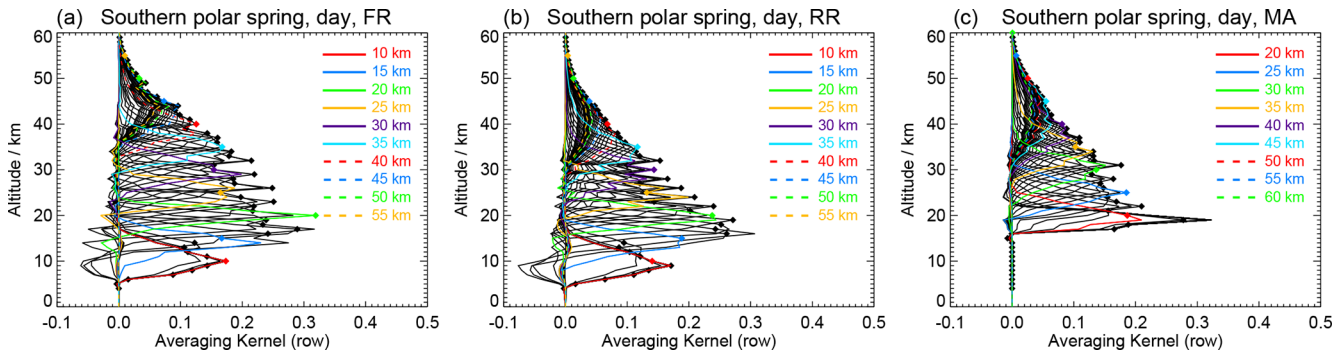 (a) Southern polar spring, day, FR
60
50
40
30
20
10
0
Altitude / km
10 km
15 km
20 km
25 km
30 km
35 km
40 km
45 km
50 km
55 km
-0.1 0.0 0.1 0.2 0.3 0.4 0.5
Averaging Kernel (row)
(b) Southern polar spring, day, RR
60
50
40
30
20
10
0
Altitude / km
10 km
15 km
20 km
25 km
30 km
35 km
40 km
45 km
50 km
55 km
-0.1 0.0 0.1 0.2 0.3 0.4 0.5
Averaging Kernel (row)
(c) Southern polar spring, day, MA
60
50
40
30
20
10
0
Altitude / km
20 km
25 km
30 km
35 km
40 km
45 km
50 km
55 km
60 km
-0.1 0.0 0.1 0.2 0.3 0.4 0.5
Averaging Kernel (row)